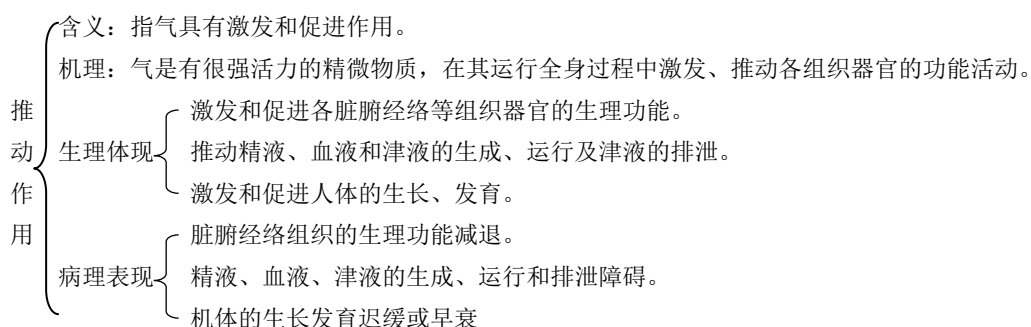 含义：指气具有激发和促进作用。
机理：气是有很强活力的精微物质，在其运行全身过程中激发、推动各组织器官的功能活动。
推动作用
生理体现
激发和促进各脏腑经络等组织器官的生理功能。
推动精液、血液和津液的生成、运行及津液的排泄。
激发和促进人体的生长、发育。
病理表现
脏腑经络组织的生理功能减退。
精液、血液、津液的生成、运行和排泄障碍。
机体的生长发育迟缓或早衰